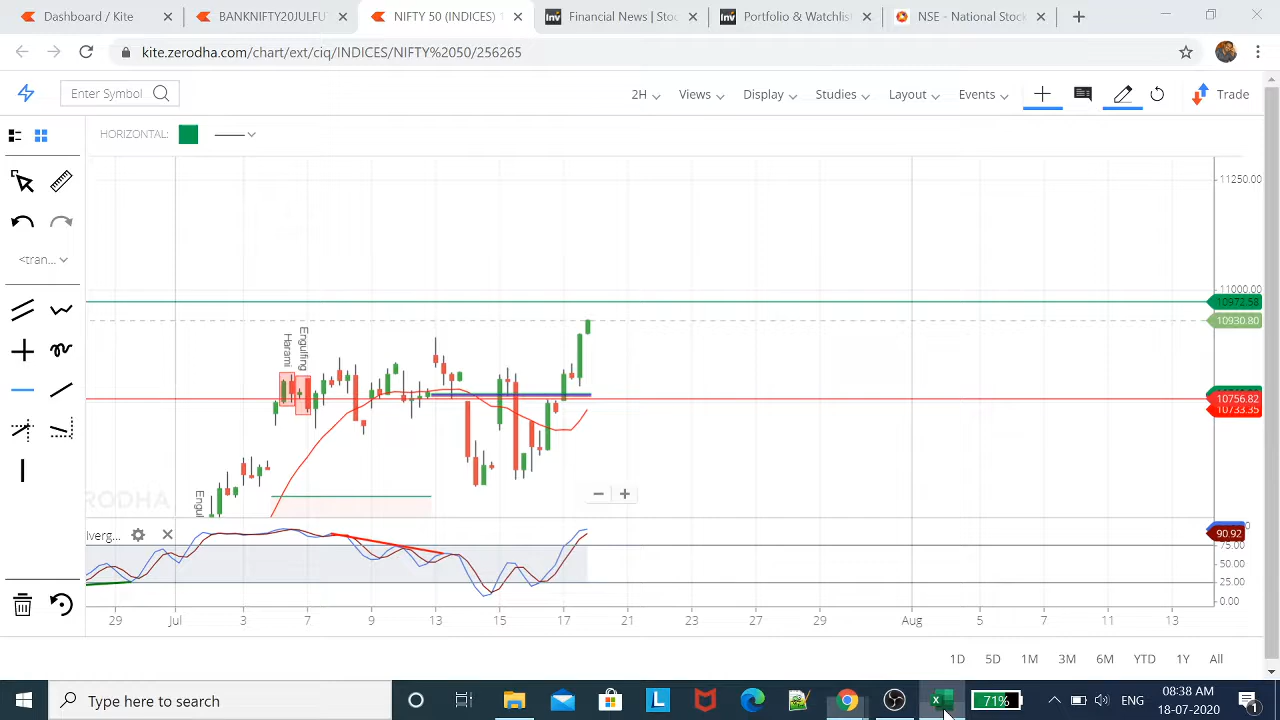 Dashboard / Kite
BANKNIFTY20JULFUT
NIFTY 50 (INDICES)
Financial News | Stoc
Portfolio & Watchlis
NSE - National Stock
kite.zerodha.com/chart/ext/ciq/INDICES/NIFTY%2050/256265
Enter Symbol
2H
Views
Display
Studies
Layout
Events
Trade
HORIZONTAL:
<tran...
11250.00
11000.00
10972.58
10930.80
10756.82
10733.35
Harami
Engulfing
Engu
RODHA
lverg...
90.92
75.00
50.00
25.00
0.00
29 Jul 3 7 9 13 15 17 21 23 27 29 Aug 5 7 11 13
1D 5D 1M 3M 6M YTD 1Y All
Type here to search
71%
ENG
08:38 AM
18-07-2020